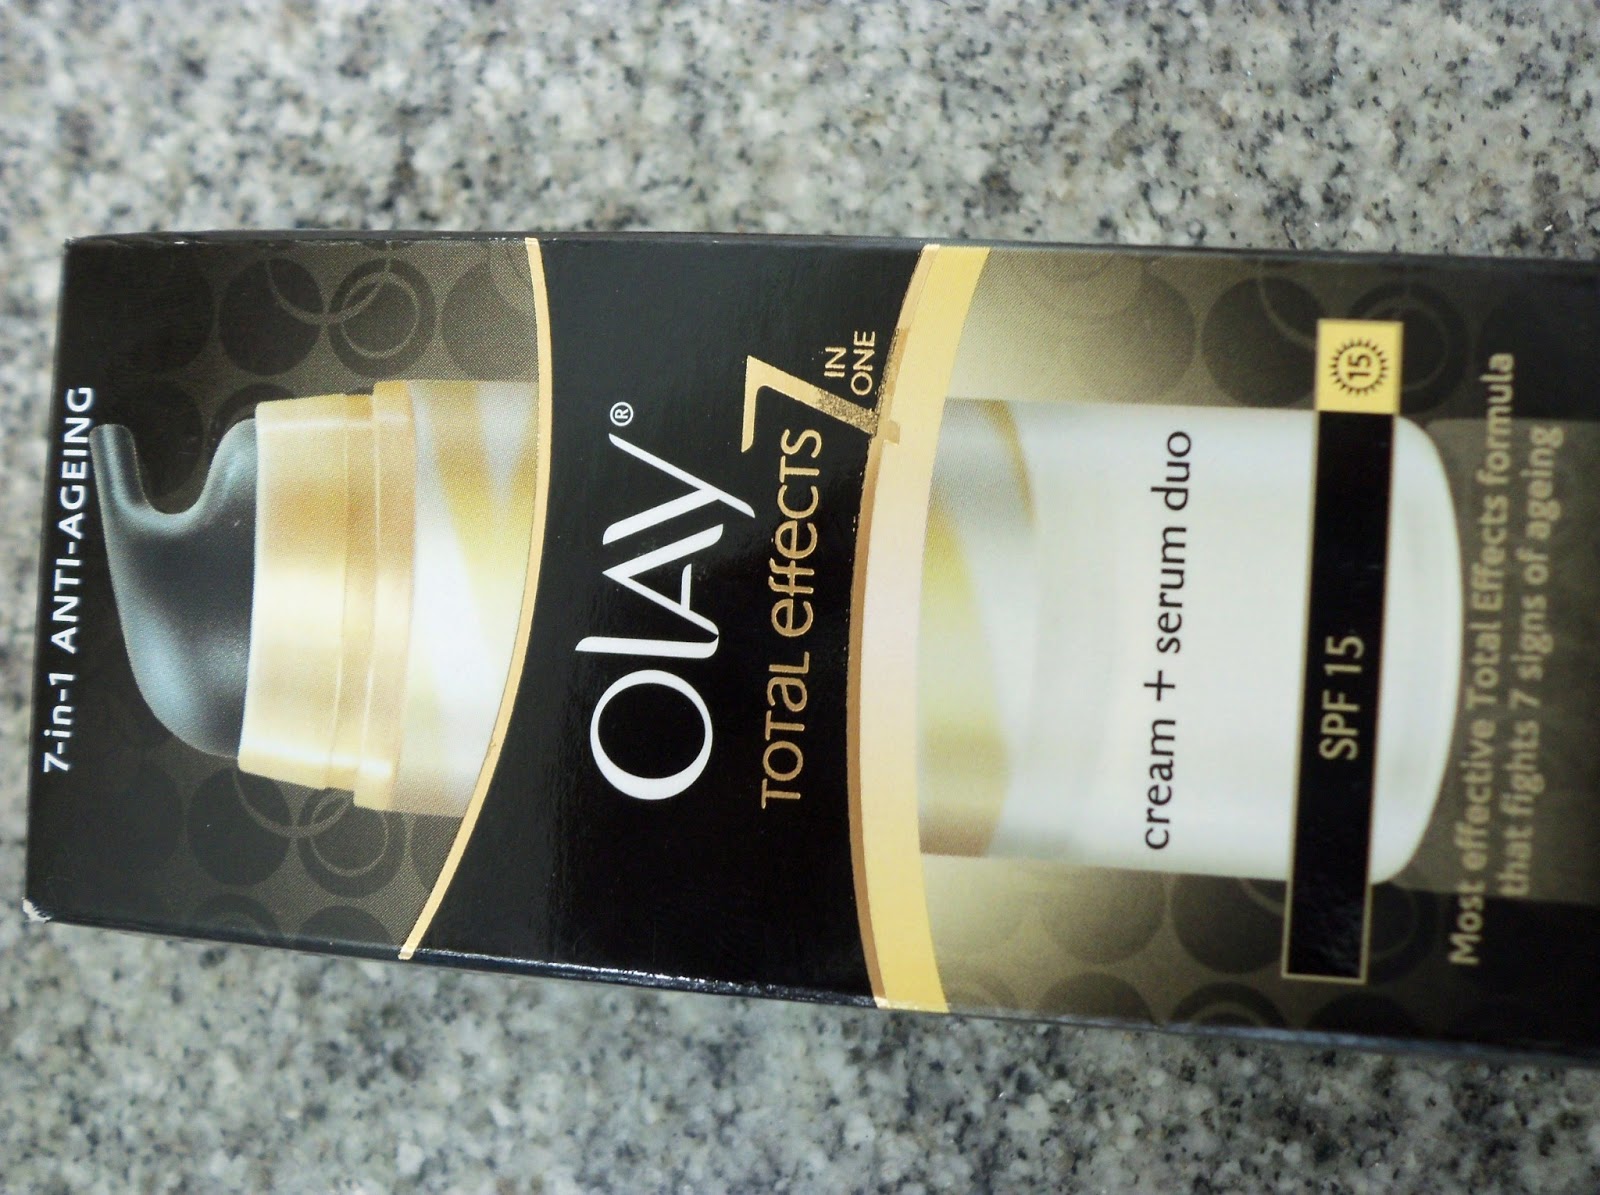 7-in-1 ANTI-AGEING
OLAY®
TOTAL effects 7 IN
ONE
cream + serum duo
SPF 15 15
Most effective Total Effects formula
that fights 7 signs of ageing